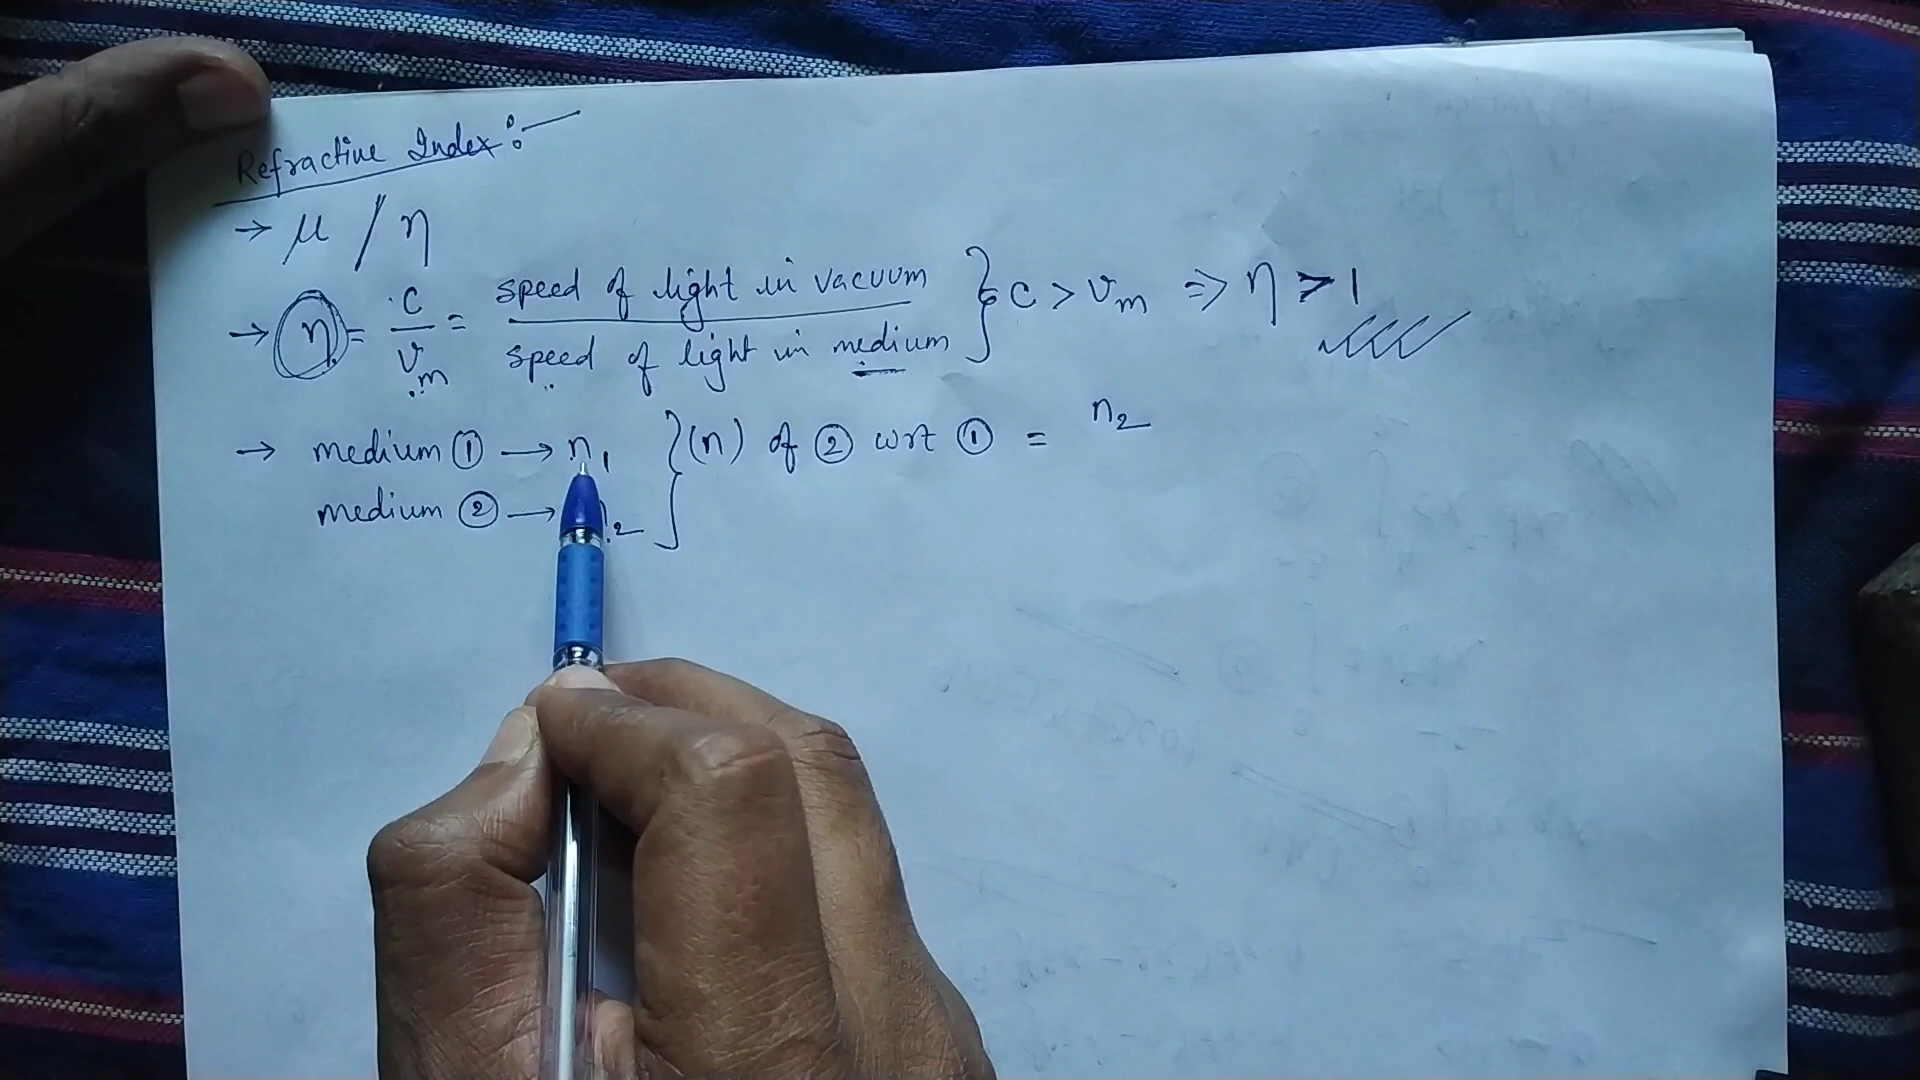 Refractive Index :-
→ μ / η
→ η = c / v_m = speed of light in vacuum / speed of light in medium } c > v_m ⇒ η > 1
→ medium ① → n₁ } (n) of ② wrt ① = n₂
medium ② → n₂